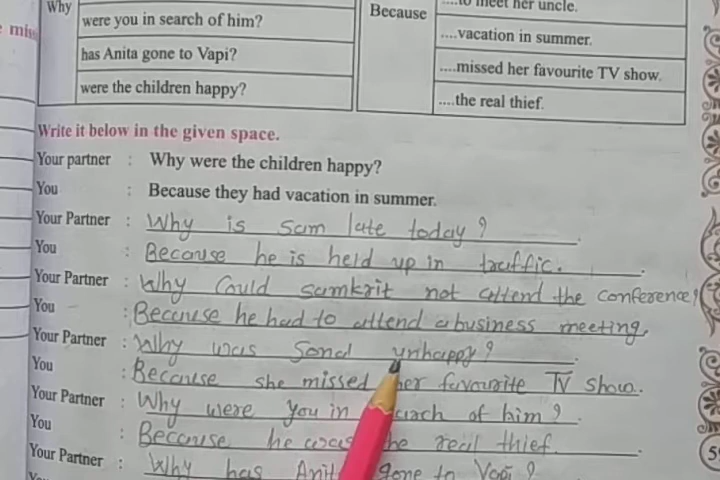 ....to meet her uncle.
Why
were you in search of him?
Because
....vacation in summer.
has Anita gone to Vapi?
....missed her favourite TV show.
were the children happy?
....the real thief.
Write it below in the given space.
Your partner : Why were the children happy?
You : Because they had vacation in summer.
Your Partner : Why is Sam late today?
You : Because he is held up in traffic.
Your Partner : Why Could samkrit not attend the conference?
You : Because he had to attend a business meeting.
Your Partner : Why was Sonal unhappy?
You : Because she missed her favourite TV show.
Your Partner : Why were you in search of him?
You : Because he was the real thief.
Your Partner : Why has Anita gone to Vapi?